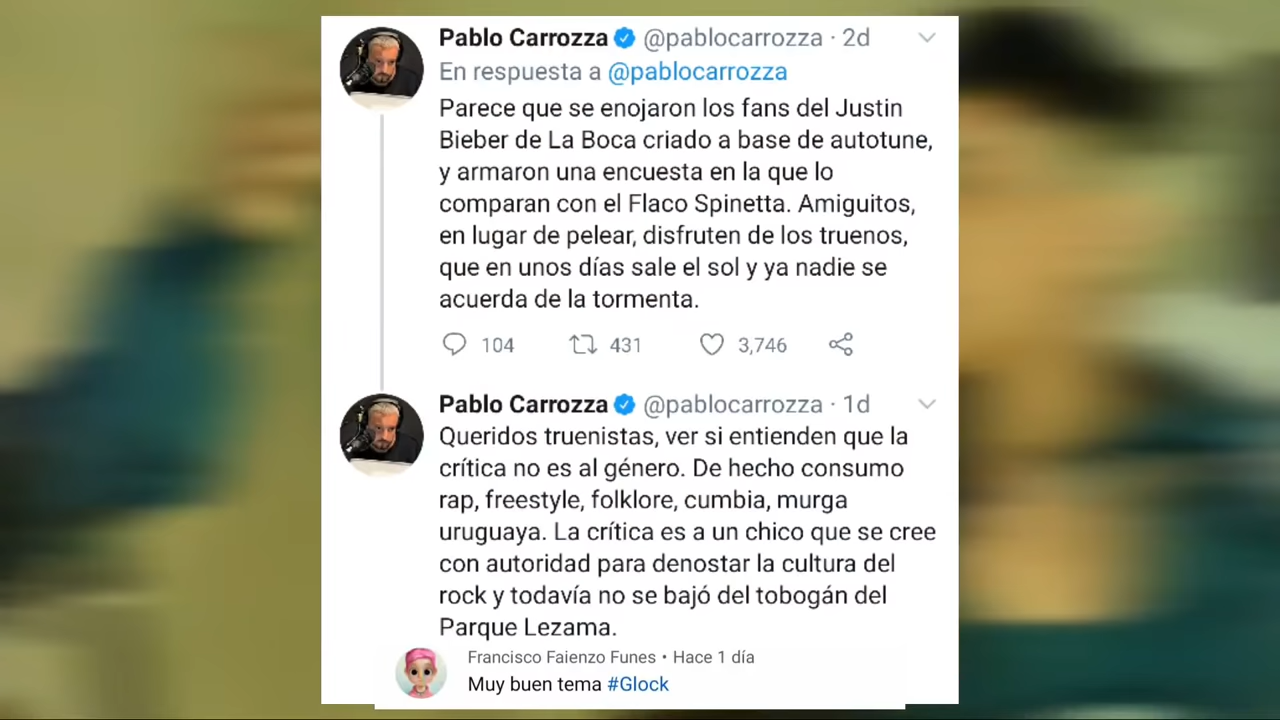 Pablo Carrozza @pablocarrozza · 2d
En respuesta a @pablocarrozza
Parece que se enojaron los fans del Justin
Bieber de La Boca criado a base de autotune,
y armaron una encuesta en la que lo
comparan con el Flaco Spinetta. Amiguitos,
en lugar de pelear, disfruten de los truenos,
que en unos días sale el sol y ya nadie se
acuerda de la tormenta.
104 431 3,746
Pablo Carrozza @pablocarrozza · 1d
Queridos truenistas, ver si entienden que la
crítica no es al género. De hecho consumo
rap, freestyle, folklore, cumbia, murga
uruguaya. La crítica es a un chico que se cree
con autoridad para denostar la cultura del
rock y todavía no se bajó del tobogán del
Parque Lezama.
Francisco Faienzo Funes • Hace 1 día
Muy buen tema #Glock